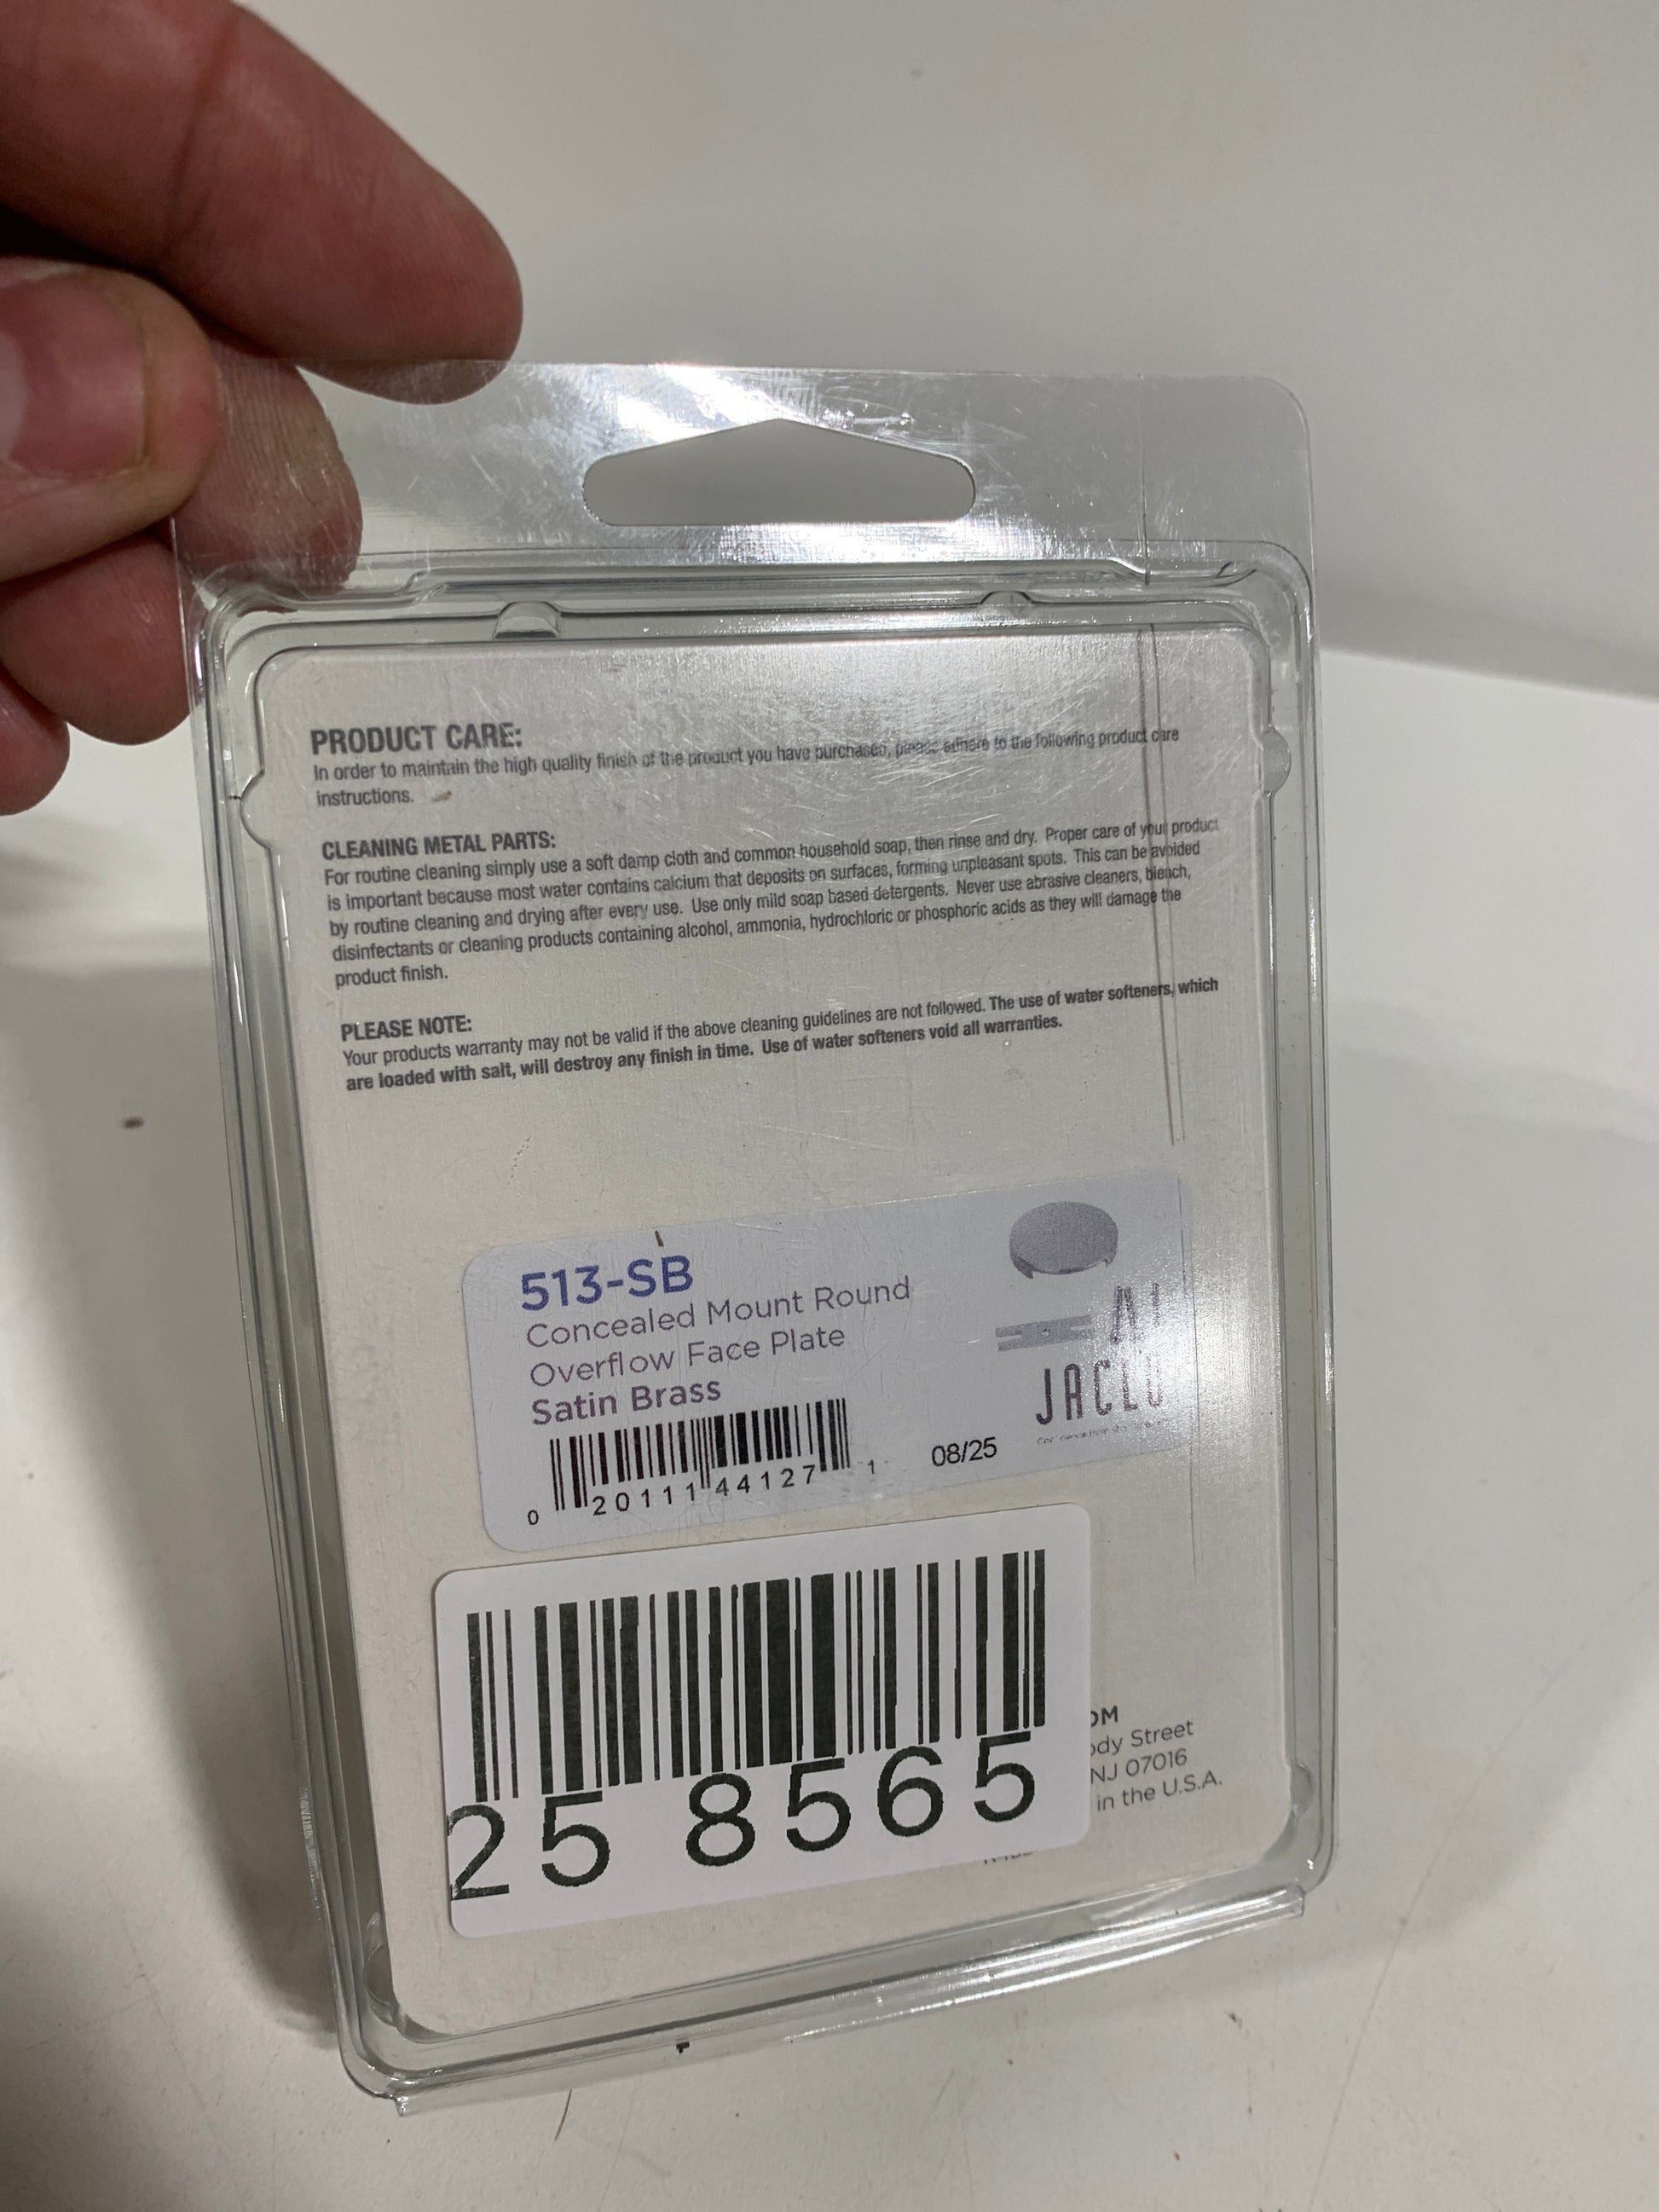 PRODUCT CARE:
In order to maintain the high quality finish of the product you have purchased, please adhere to the following product care
instructions.
CLEANING METAL PARTS:
For routine cleaning simply use a soft damp cloth and common household soap, then rinse and dry. Proper care of your product
is important because most water contains calcium that deposits on surfaces, forming unpleasant spots. This can be avoided
by routine cleaning and drying after every use. Use only mild soap based detergents. Never use abrasive cleaners, bleach,
disinfectants or cleaning products containing alcohol, ammonia, hydrochloric or phosphoric acids as they will damage the
product finish.
PLEASE NOTE:
Your products warranty may not be valid if the above cleaning guidelines are not followed. The use of water softeners, which
are loaded with salt, will destroy any finish in time. Use of water softeners void all warranties.
513-SB
Concealed Mount Round
Overflow Face Plate
Satin Brass
JACLO
0 20111 44127 1
08/25
25 8565
OM
ody Street
NJ 07016
in the U.S.A.